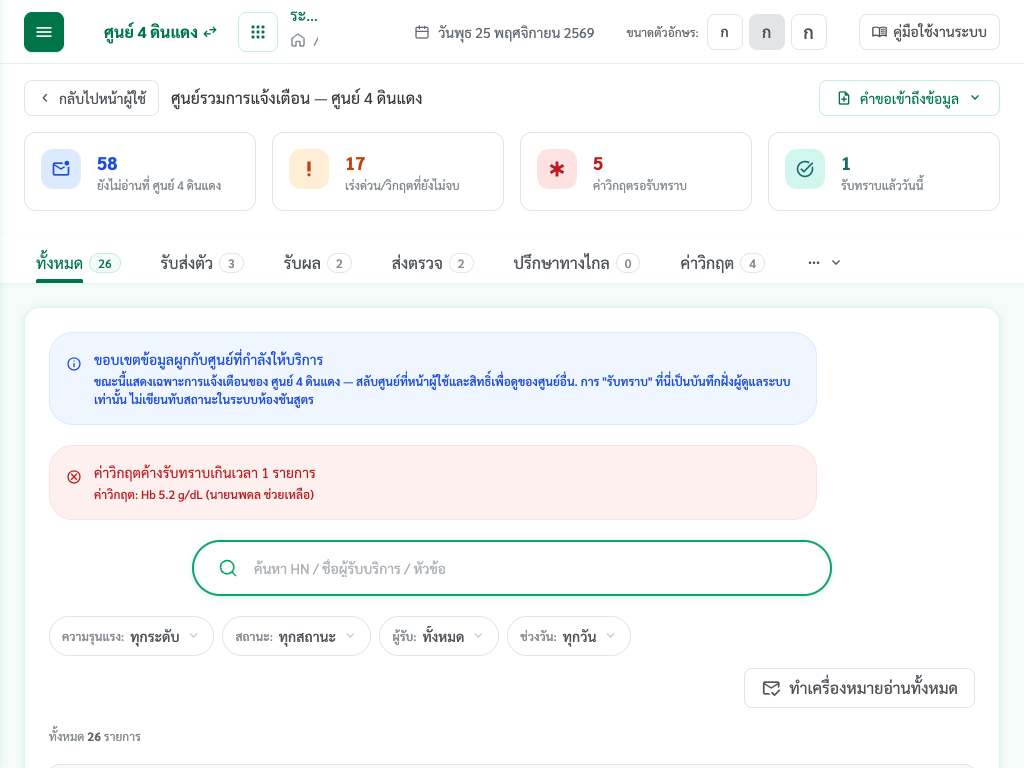 ศูนย์ 4 ดินแดง
ระ...
/
วันพุธ 25 พฤศจิกายน 2569
ขนาดตัวอักษร:
ก
ก
ก
คู่มือใช้งานระบบ
กลับไปหน้าผู้ใช้
ศูนย์รวมการแจ้งเตือน — ศูนย์ 4 ดินแดง
คำขอเข้าถึงข้อมูล
58
ยังไม่อ่านที่ ศูนย์ 4 ดินแดง
17
เร่งด่วน/วิกฤตที่ยังไม่จบ
5
ค่าวิกฤตรอรับทราบ
1
รับทราบแล้ววันนี้
ทั้งหมด 26
รับส่งตัว 3
รับผล 2
ส่งตรวจ 2
ปรึกษาทางไกล 0
ค่าวิกฤต 4
...
ขอบเขตข้อมูลผูกกับศูนย์ที่กำลังให้บริการ
ขณะนี้แสดงเฉพาะการแจ้งเตือนของ ศูนย์ 4 ดินแดง — สลับศูนย์ที่หน้าผู้ใช้และสิทธิ์เพื่อดูของศูนย์อื่น. การ "รับทราบ" ที่นี่เป็นบันทึกฝั่งผู้ดูแลระบบ
เท่านั้น ไม่เขียนทับสถานะในระบบห้องชันสูตร
ค่าวิกฤตค้างรับทราบเกินเวลา 1 รายการ
ค่าวิกฤต: Hb 5.2 g/dL (นายนพดล ช่วยเหลือ)
ค้นหา HN / ชื่อผู้รับบริการ / หัวข้อ
ความรุนแรง: ทุกระดับ
สถานะ: ทุกสถานะ
ผู้รับ: ทั้งหมด
ช่วงวัน: ทุกวัน
ทำเครื่องหมายอ่านทั้งหมด
ทั้งหมด 26 รายการ